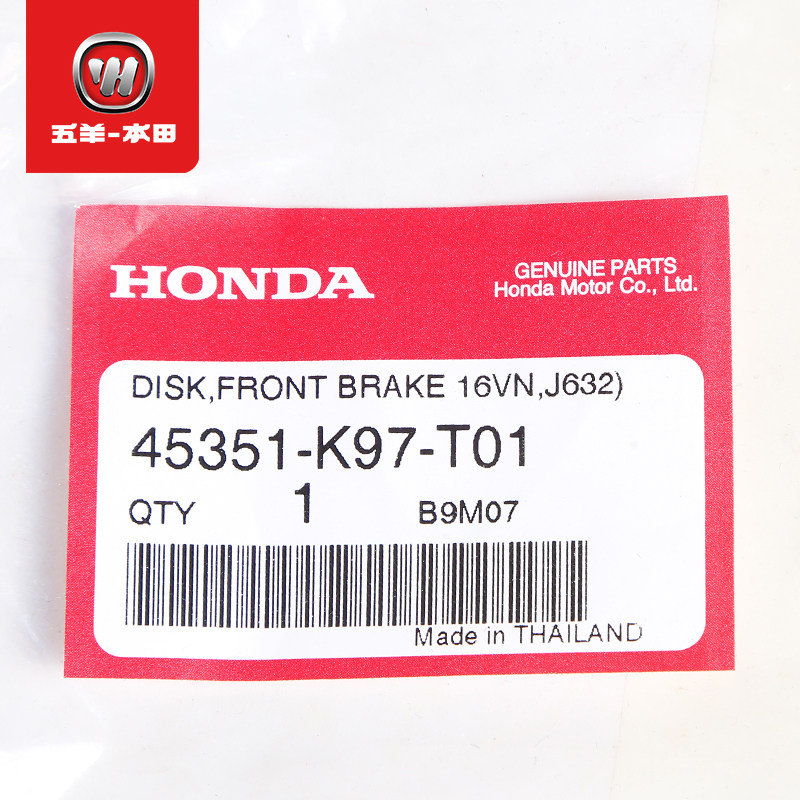 五羊-本田
HONDA
GENUINE PARTS
Honda Motor Co., Ltd.
DISK,FRONT BRAKE 16VN,J632)
45351-K97-T01
QTY 1 B9M07
Made in THAILAND